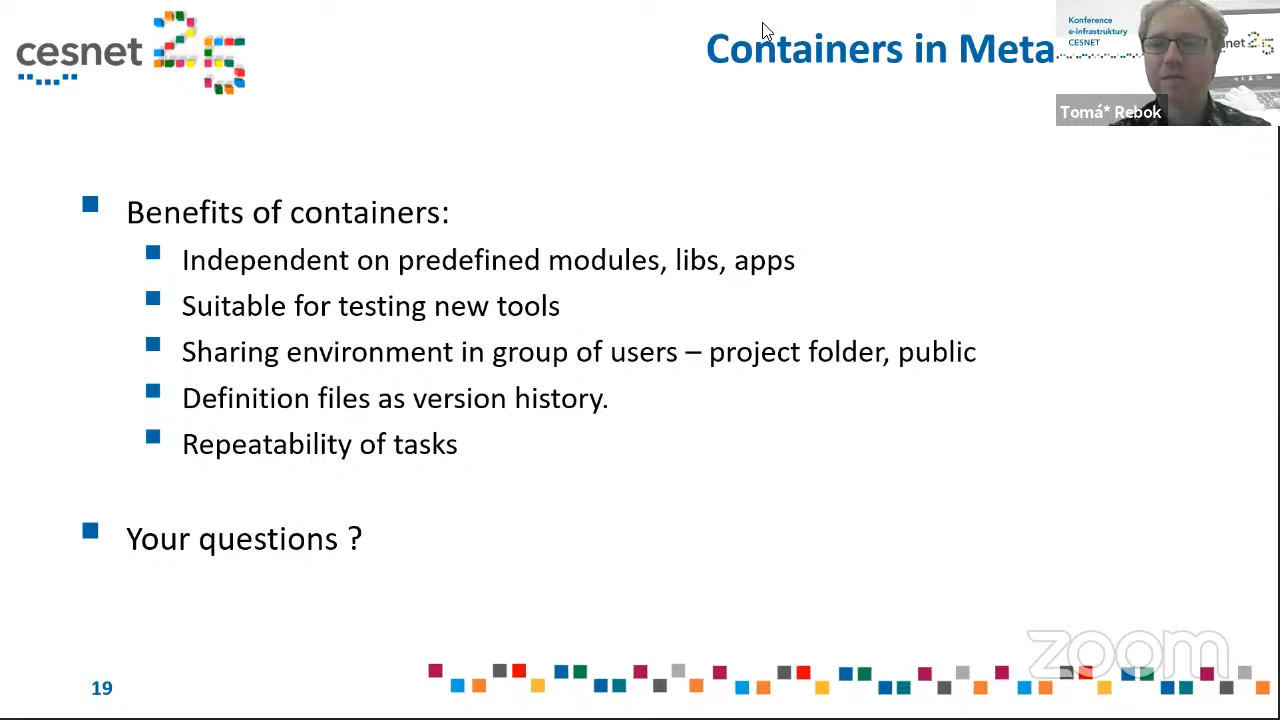 cesnet 25
Containers in Meta
Konference
e-infrastruktury
CESNET
Tomá* Rebok
Benefits of containers:
Independent on predefined modules, libs, apps
Suitable for testing new tools
Sharing environment in group of users – project folder, public
Definition files as version history.
Repeatability of tasks
Your questions ?
zoom
19